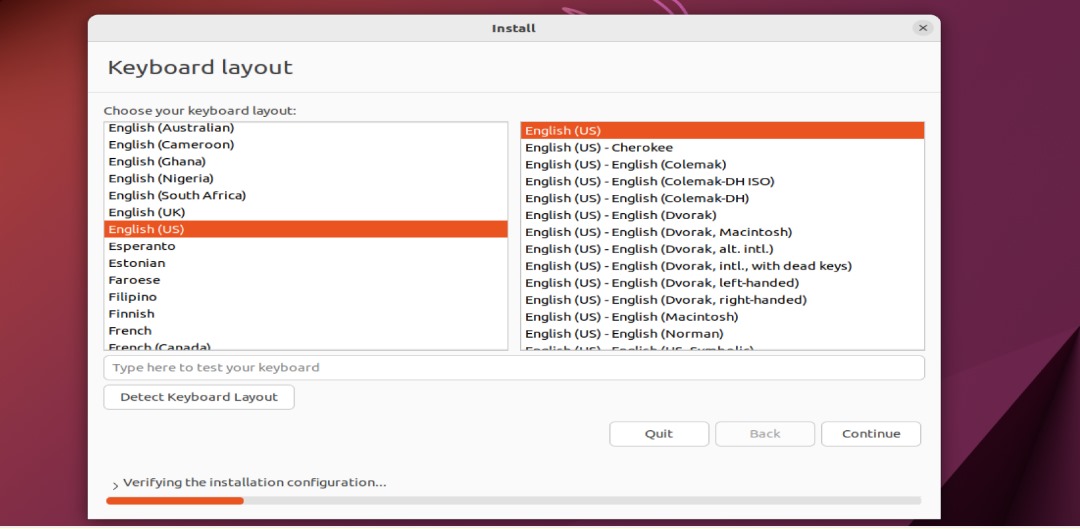 Install
Keyboard layout
Choose your keyboard layout:
English (Australian)
English (Cameroon)
English (Ghana)
English (Nigeria)
English (South Africa)
English (UK)
English (US)
Esperanto
Estonian
Faroese
Filipino
Finnish
French
French (Canada)
English (US)
English (US) - Cherokee
English (US) - English (Colemak)
English (US) - English (Colemak-DH ISO)
English (US) - English (Colemak-DH)
English (US) - English (Dvorak)
English (US) - English (Dvorak, Macintosh)
English (US) - English (Dvorak, alt. intl.)
English (US) - English (Dvorak, intl., with dead keys)
English (US) - English (Dvorak, left-handed)
English (US) - English (Dvorak, right-handed)
English (US) - English (Macintosh)
English (US) - English (Norman)
English (US) - English (US, Symbolic)
Type here to test your keyboard
Detect Keyboard Layout
Quit
Back
Continue
Verifying the installation configuration...